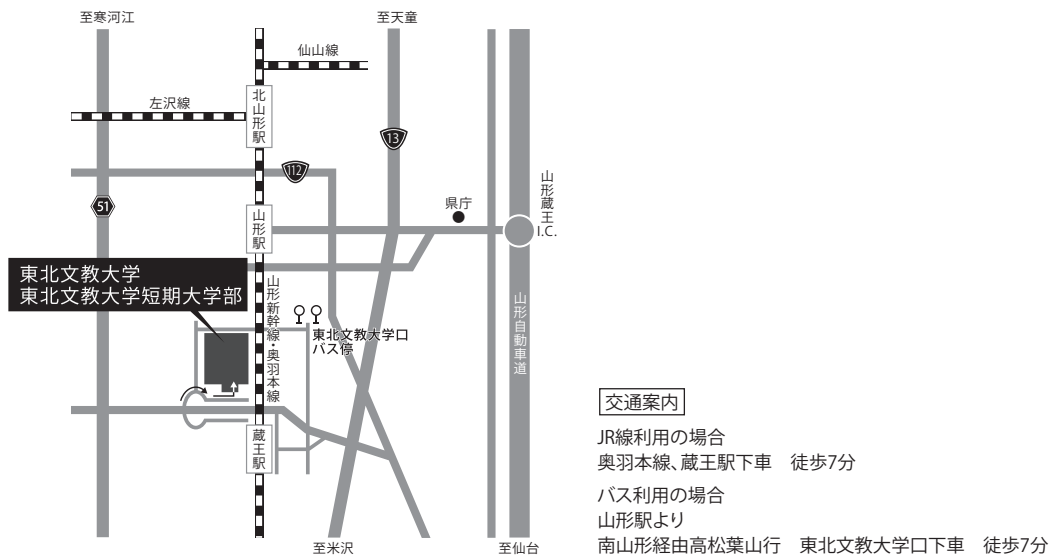 至寒河江
至天童
仙山線
左沢線
北山形駅
13
112
51
県庁
山形蔵王
I.C.
山形駅
東北文教大学
東北文教大学短期大学部
山形新幹線・奥羽本線
東北文教大学口
バス停
山形自動車道
蔵王駅
至米沢
至仙台
交通案内
JR線利用の場合
奥羽本線、蔵王駅下車　徒歩7分
バス利用の場合
山形駅より
南山形経由高松葉山行　東北文教大学口下車　徒歩7分